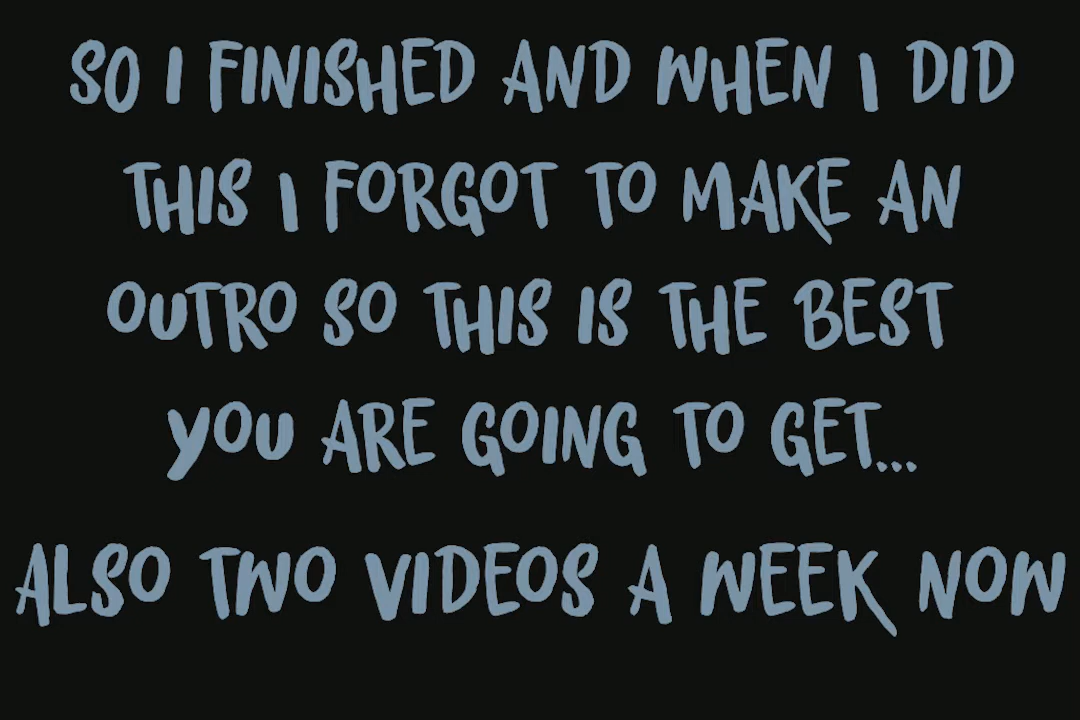 SO I FINISHED AND WHEN I DID
THIS I FORGOT TO MAKE AN
OUTRO SO THIS IS THE BEST
YOU ARE GOING TO GET...
ALSO TWO VIDEOS A WEEK NOW